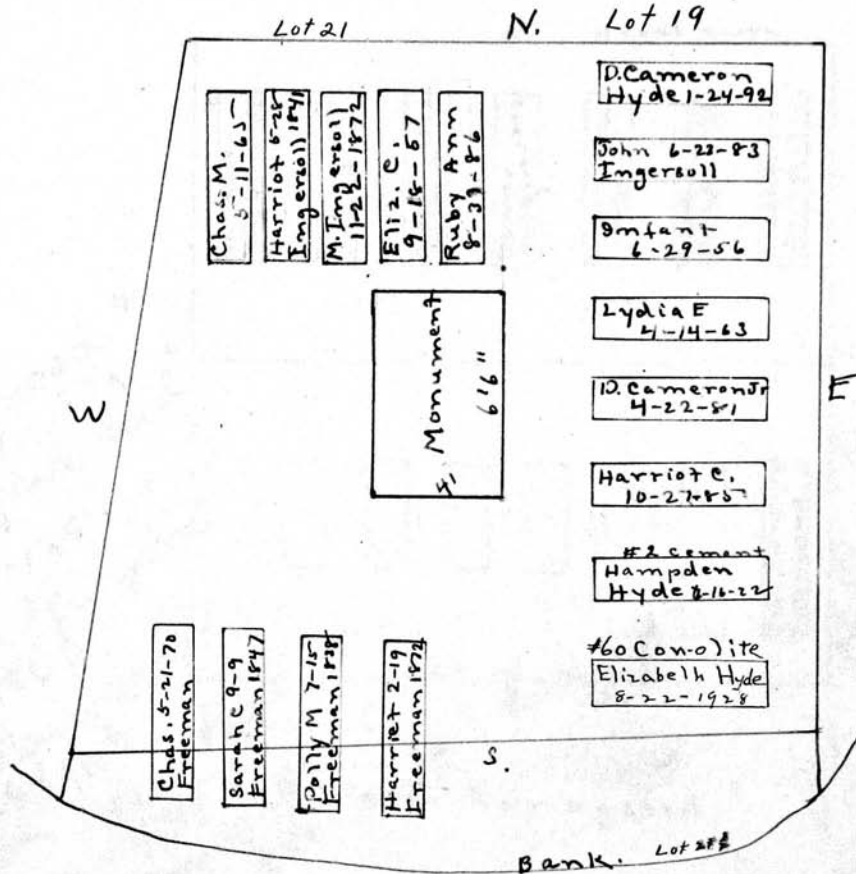 Lot 21
N.
Lot 19
Chas. M.
5-11-65
Harriot 5-28
Ingersoll 1841
M. Ingersoll
11-22-1872
Eliz. C.
9-18-57
Ruby Ann
8-31-86
D. Cameron
Hyde 1-24-92
John 6-23-83
Ingersoll
Infant
6-29-56
Lydia E
4-14-63
D. Cameron Jr
4-22-81
Harriot C.
10-27-85
#2 cement
Hampden
Hyde 8-16-22
#60 Con-o-lite
Elizabeth Hyde
8-22-1928
W
E
Monument
6'6"
4'
Chas. 5-21-70
Freeman
Sarah C 9-9
Freeman 1847
Polly M 7-15
Freeman 1838
Harriet 2-19
Freeman 1872
S.
Bank.
Lot